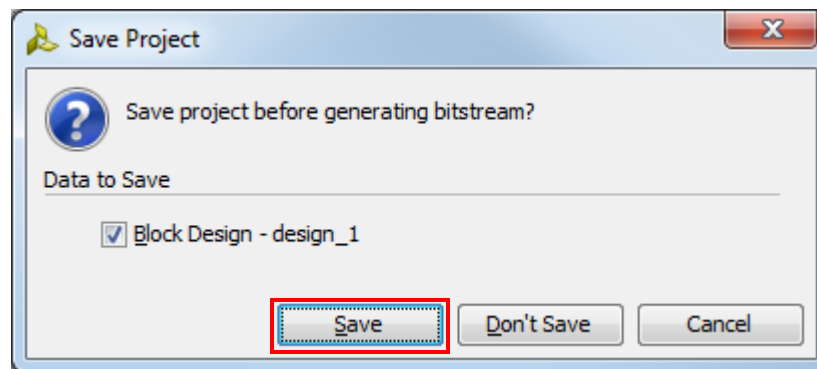 Save Project
Save project before generating bitstream?
Data to Save
Block Design - design_1
Save
Don't Save
Cancel